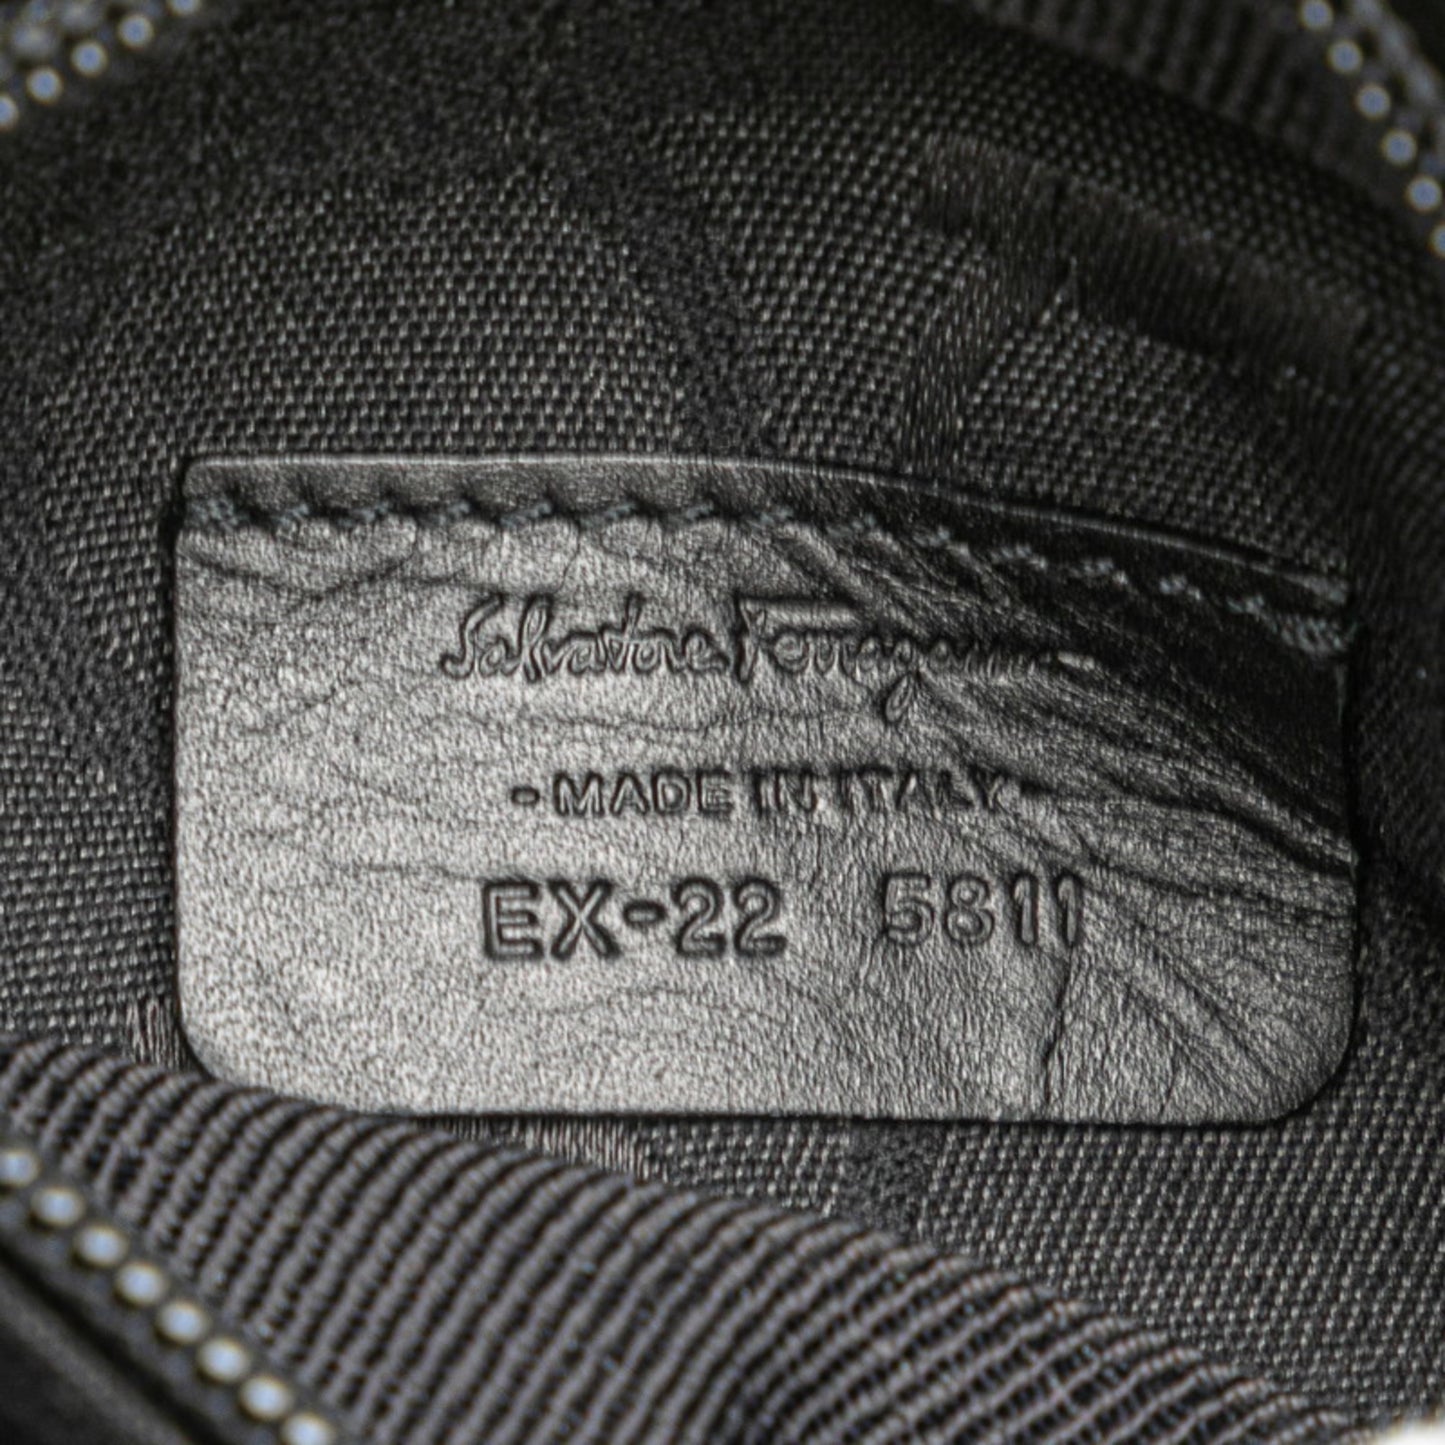 Salvatore Ferragamo
- MADE IN ITALY -
EX-22 5811